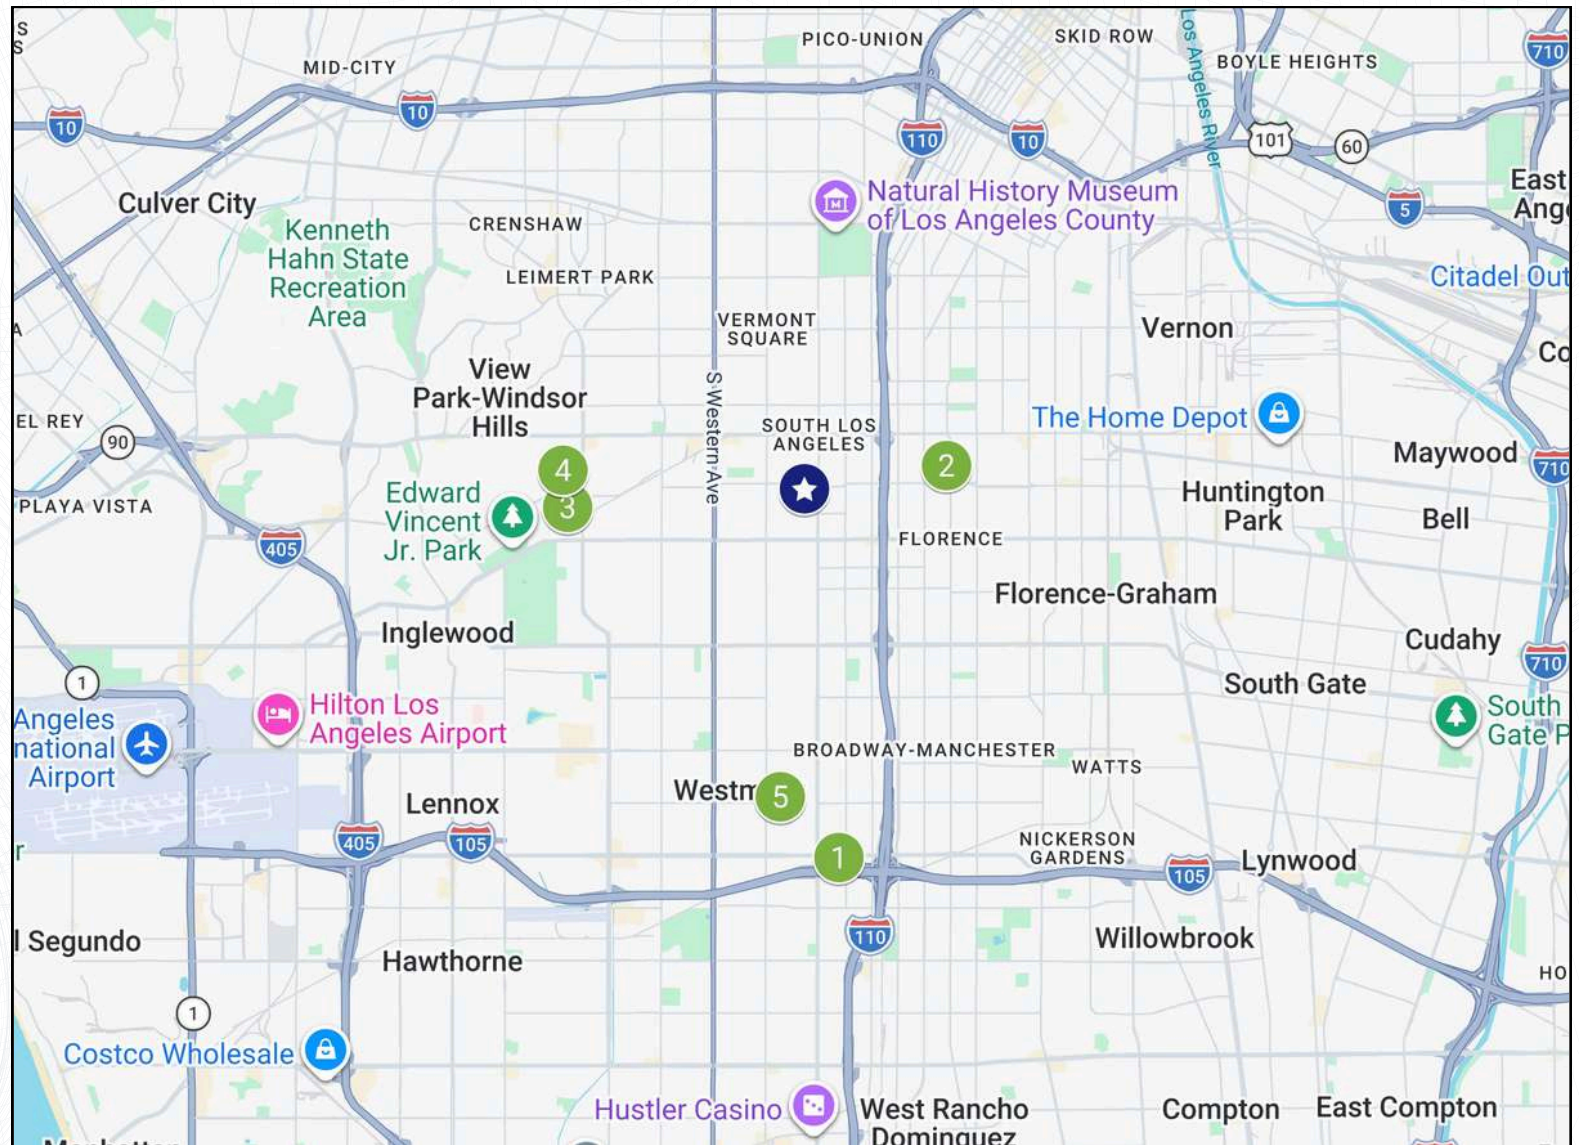 S
S
PICO-UNION
SKID ROW
710
MID-CITY
BOYLE HEIGHTS
Los Angeles River
10
10
110
10
101
60
Culver City
Natural History Museum
of Los Angeles County
5
East
Ange
CRENSHAW
Kenneth
Hahn State
Recreation
Area
LEIMERT PARK
Citadel Out
A
VERMONT
SQUARE
Vernon
Co
View
Park-Windsor
Hills
S Western Ave
EL REY
90
SOUTH LOS
ANGELES
The Home Depot
Maywood
710
4
2
3
Edward
Vincent
Jr. Park
PLAYA VISTA
Huntington
Park
Bell
405
FLORENCE
Florence-Graham
Inglewood
Cudahy
710
1
South Gate
Hilton Los
Angeles Airport
South
Gate P
Angeles
national
Airport
BROADWAY-MANCHESTER
WATTS
Westm
5
Lennox
405
105
1
NICKERSON
GARDENS
Lynwood
105
r
l Segundo
110
Willowbrook
Hawthorne
HO
1
Costco Wholesale
Hustler Casino
West Rancho
Dominguez
Compton
East Compton